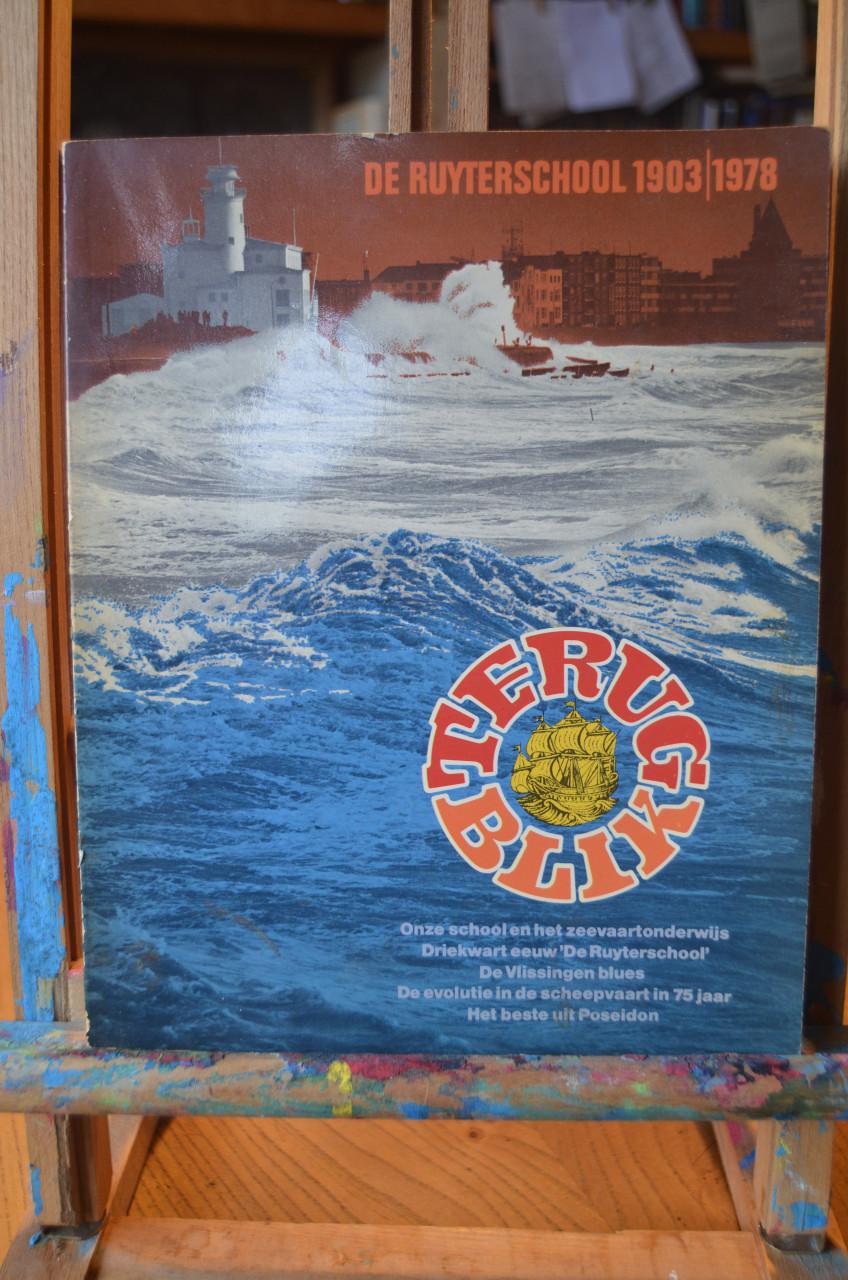 DE RUYTERSCHOOL 1903|1978
TERUG
BLIK
Onze school en het zeevaartonderwijs
Driekwart eeuw 'De Ruyterschool'
De Vlissingen blues
De evolutie in de scheepvaart in 75 jaar
Het beste uit Poseidon